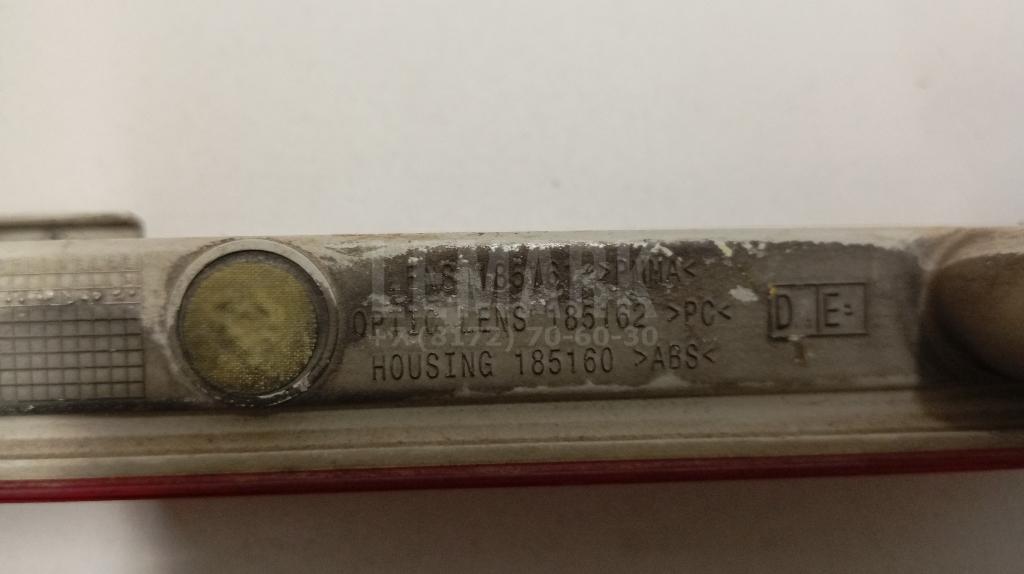 LENS 185161 >PMMA<
OPTIC LENS 185162 >PC<
HOUSING 185160 >ABS<
D E
(8172) 70-60-30